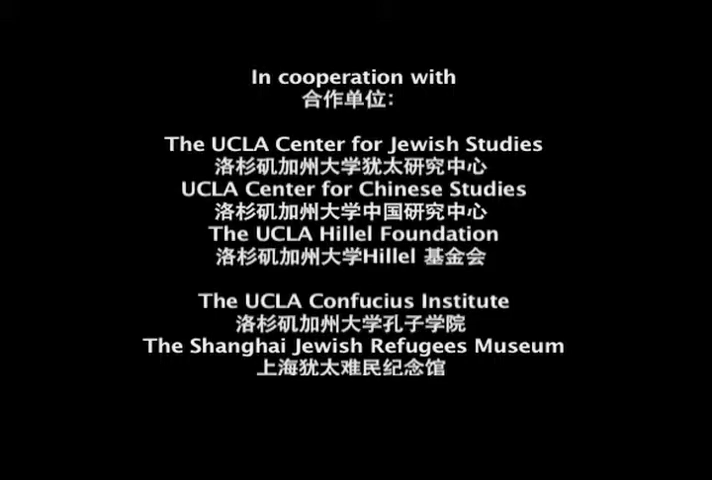 In cooperation with
合作单位:
The UCLA Center for Jewish Studies
洛杉矶加州大学犹太研究中心
UCLA Center for Chinese Studies
洛杉矶加州大学中国研究中心
The UCLA Hillel Foundation
洛杉矶加州大学Hillel 基金会
The UCLA Confucius Institute
洛杉矶加州大学孔子学院
The Shanghai Jewish Refugees Museum
上海犹太难民纪念馆